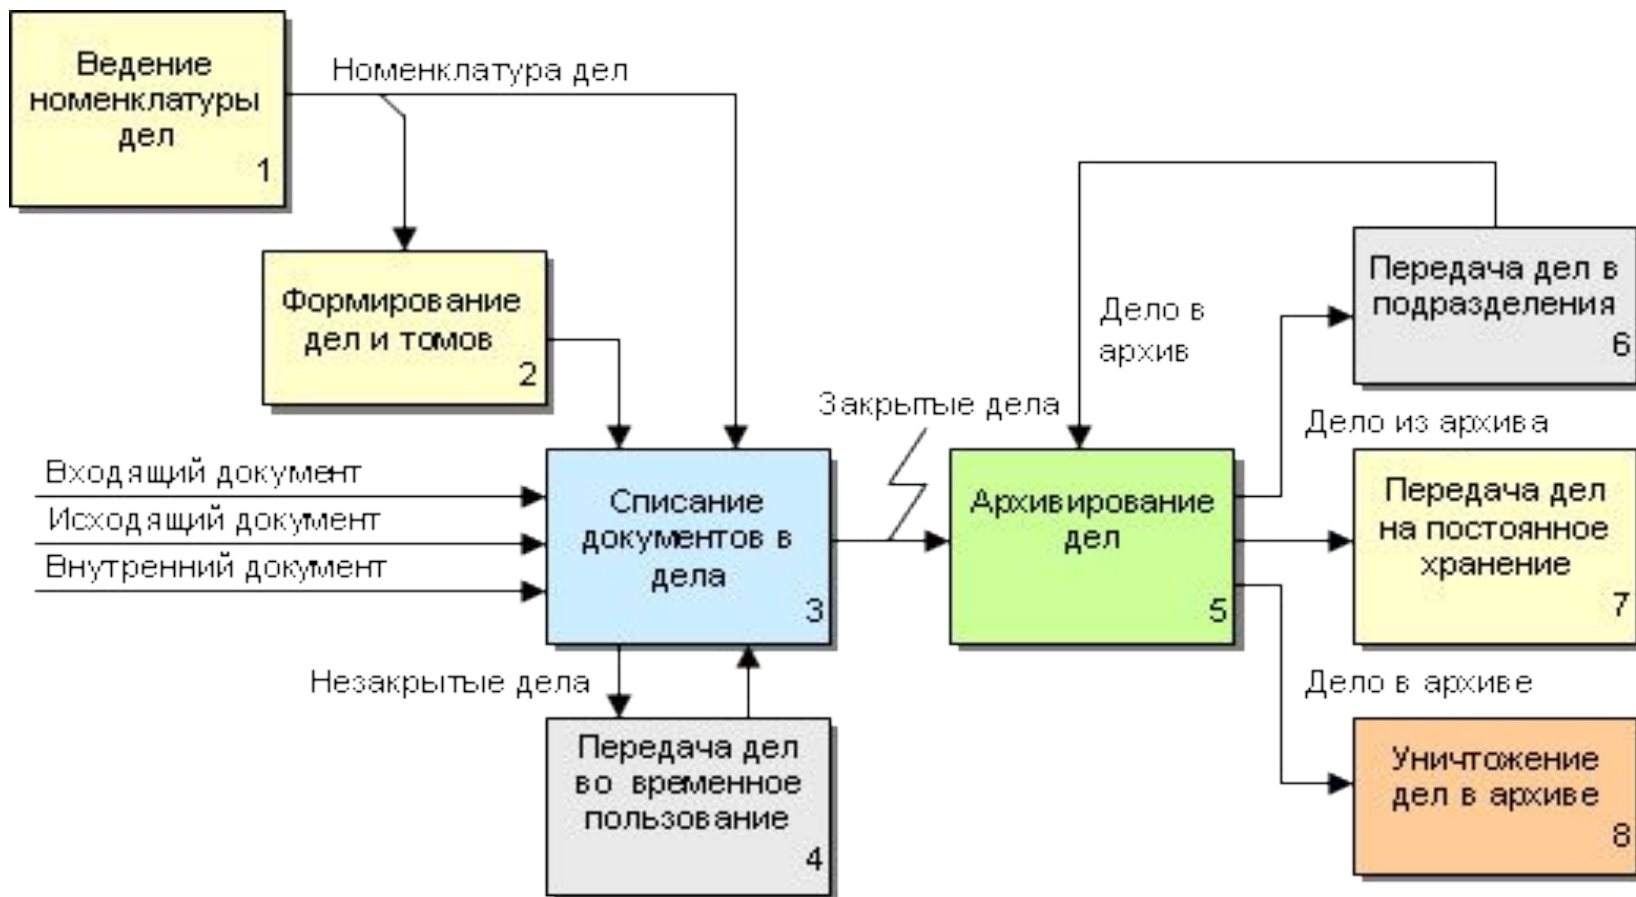 Ведение
номенклатуры
дел
1
Номенклатура дел
Формирование
дел и томов
2
Входящий документ
Исходящий документ
Внутренний документ
Списание
документов в
дела
3
Незакрытые дела
Передача дел
во временное
пользование
4
Закрытые дела
Архивирование
дел
5
Дело в
архив
Передача дел в
подразделения
6
Дело из архива
Передача дел
на постоянное
хранение
7
Дело в архиве
Уничтожение
дел в архиве
8